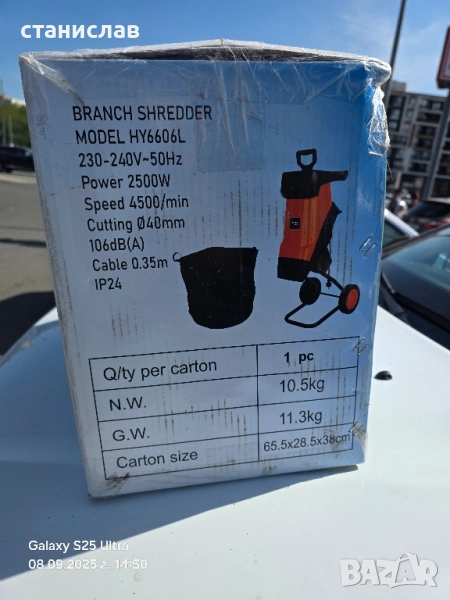 станислав
BRANCH SHREDDER
MODEL HY6606L
230-240V~50Hz
Power 2500W
Speed 4500/min
Cutting Ø40mm
106dB(A)
Cable 0.35m
IP24
Q/ty per carton 1 pc
N.W. 10.5kg
G.W. 11.3kg
Carton size 65.5x28.5x38cm
Galaxy S25 Ultra
08.09.2025 г. 14:50
BAZAR.BG